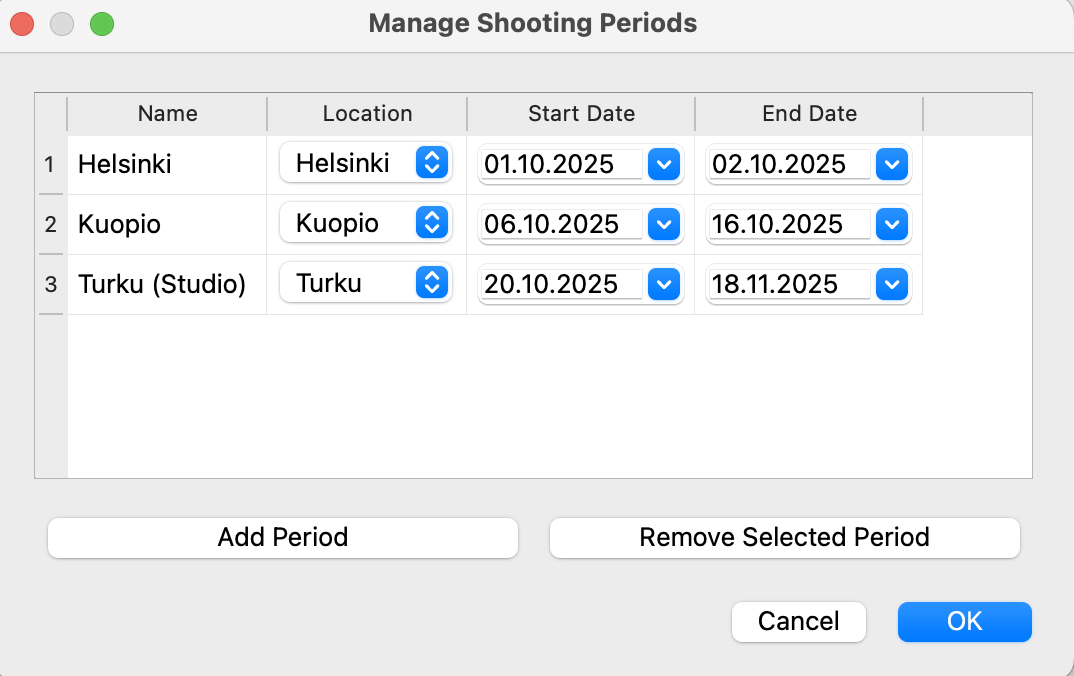 Manage Shooting Periods
Name Location Start Date End Date
1 Helsinki Helsinki 01.10.2025 02.10.2025
2 Kuopio Kuopio 06.10.2025 16.10.2025
3 Turku (Studio) Turku 20.10.2025 18.11.2025
Add Period Remove Selected Period
Cancel OK